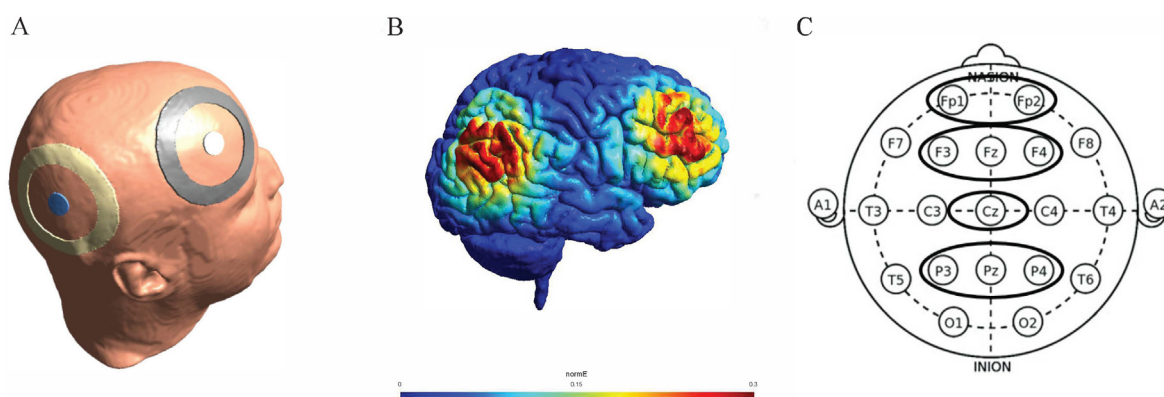 A
B
C
NASION
Fp1 Fp2
F7 F3 Fz F4 F8
A1 T3 C3 Cz C4 T4 A2
T5 P3 Pz P4 T6
O1 O2
INION
normE
0 0.15 0.3